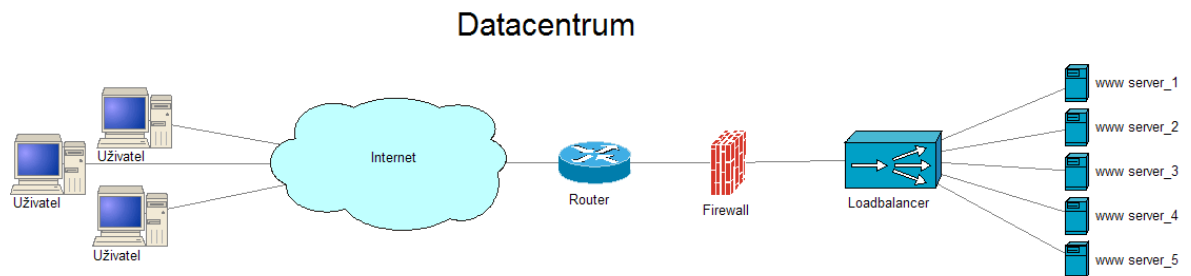 Datacentrum
Uživatel
Uživatel
Uživatel
Internet
Router
Firewall
Loadbalancer
www server_1
www server_2
www server_3
www server_4
www server_5